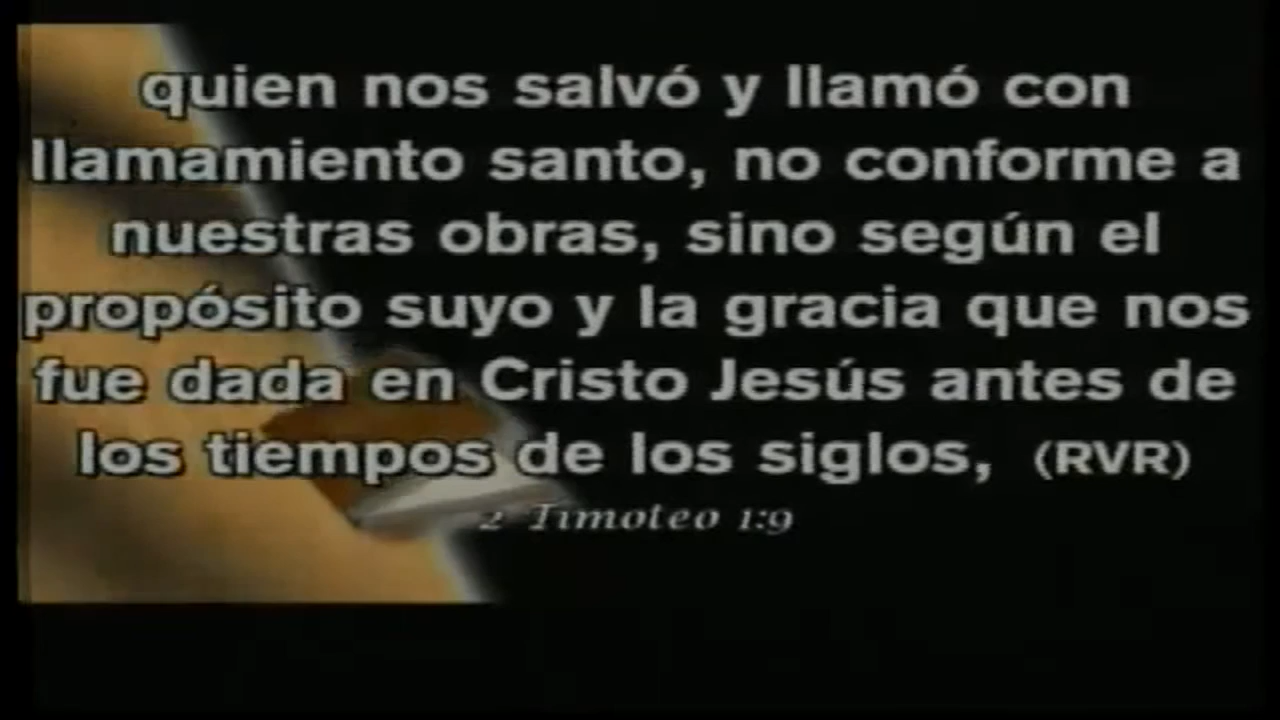 quien nos salvó y llamó con
llamamiento santo, no conforme a
nuestras obras, sino según el
propósito suyo y la gracia que nos
fue dada en Cristo Jesús antes de
los tiempos de los siglos, (RVR)
2 Timoteo 1:9